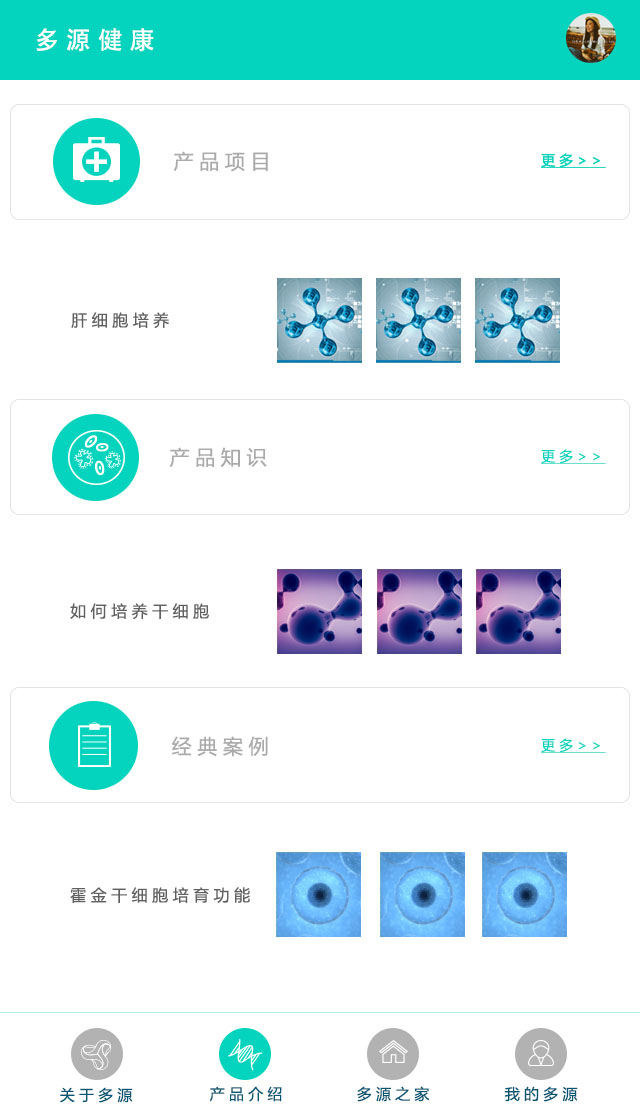 多源健康
产品项目
更多>>
肝细胞培养
产品知识
更多>>
如何培养干细胞
经典案例
更多>>
霍金干细胞培育功能
关于多源
产品介绍
多源之家
我的多源